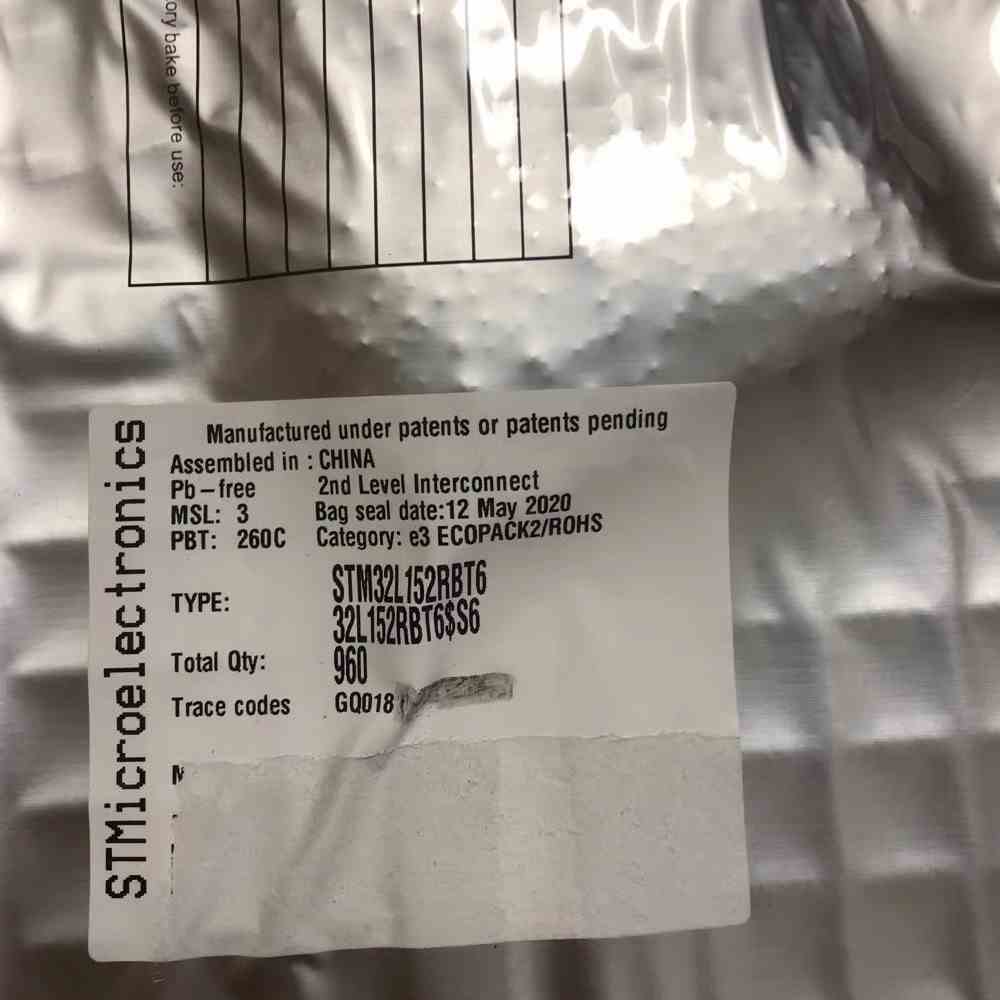 ory bake before use:
STMicroelectronics
Manufactured under patents or patents pending
Assembled in : CHINA
Pb-free 2nd Level Interconnect
MSL: 3 Bag seal date:12 May 2020
PBT: 260C Category: e3 ECOPACK2/ROHS
TYPE: STM32L152RBT6
32L152RBT6$S6
Total Qty: 960
Trace codes GQ018